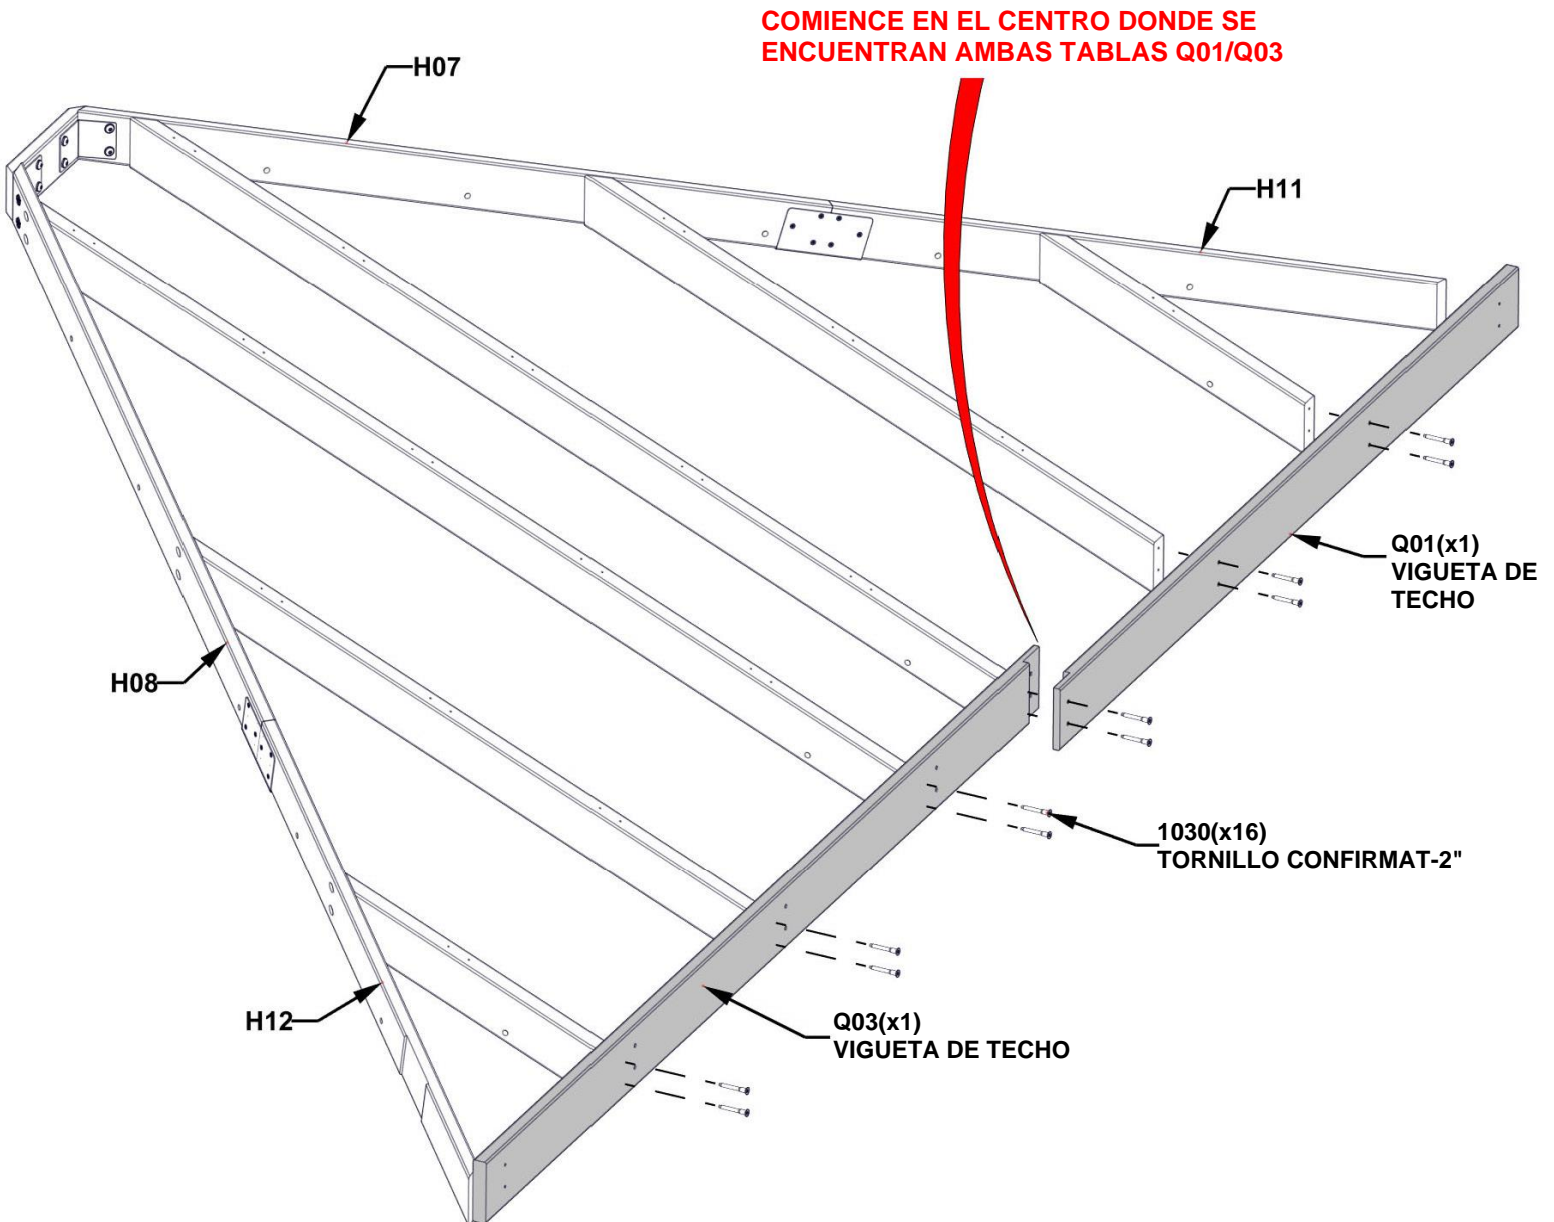 COMIENCE EN EL CENTRO DONDE SE
ENCUENTRAN AMBAS TABLAS Q01/Q03
H07
H11
Q01(x1)
VIGUETA DE
TECHO
H08
1030(x16)
TORNILLO CONFIRMAT-2"
H12
Q03(x1)
VIGUETA DE TECHO